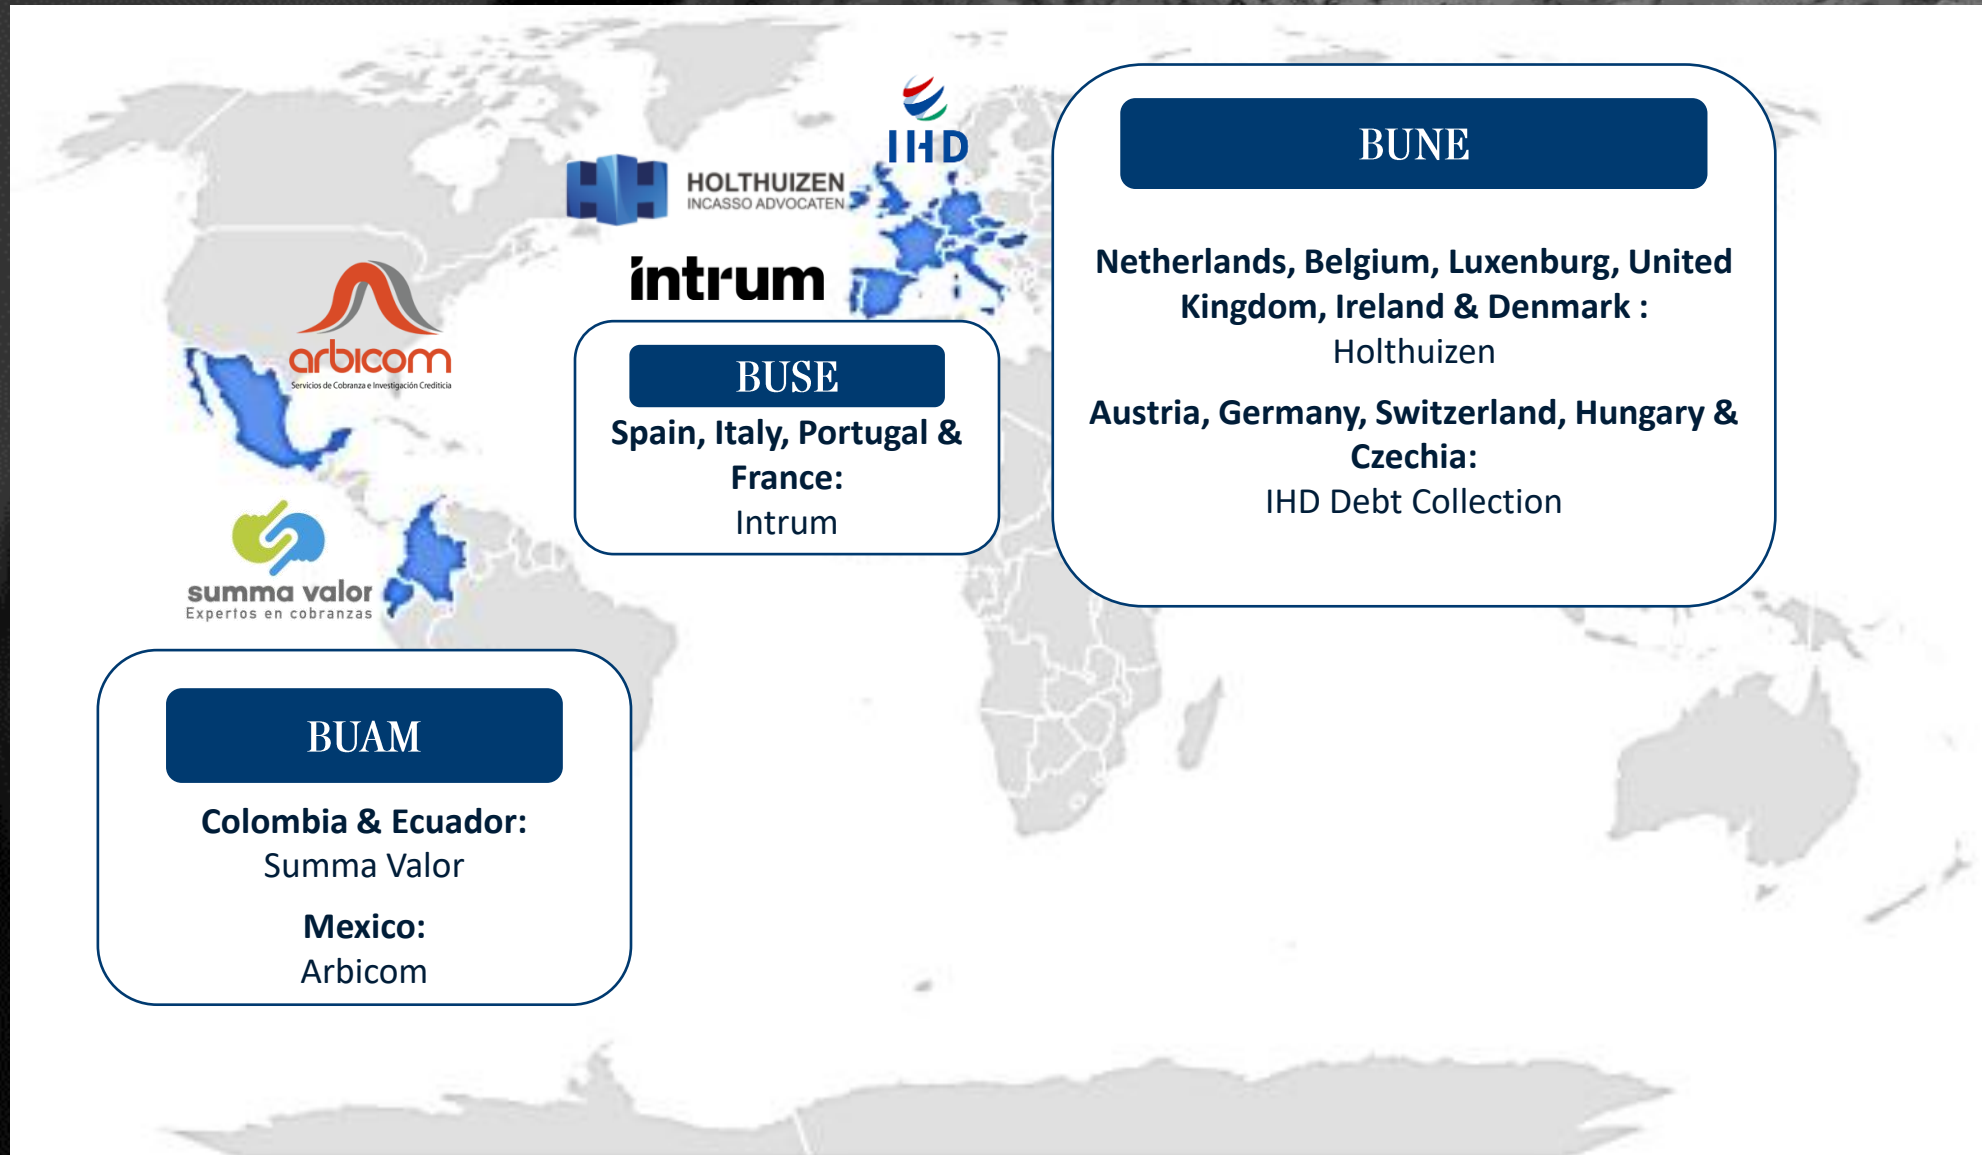 IHD
HOLTHUIZEN
INCASSO ADVOCATEN
intrum
arbicom
Servicios de Cobranza e Investigación Crediticia
summa valor
Expertos en cobranzas
BUNE
Netherlands, Belgium, Luxenburg, United
Kingdom, Ireland & Denmark :
Holthuizen
Austria, Germany, Switzerland, Hungary &
Czechia:
IHD Debt Collection
BUSE
Spain, Italy, Portugal &
France:
Intrum
BUAM
Colombia & Ecuador:
Summa Valor
Mexico:
Arbicom